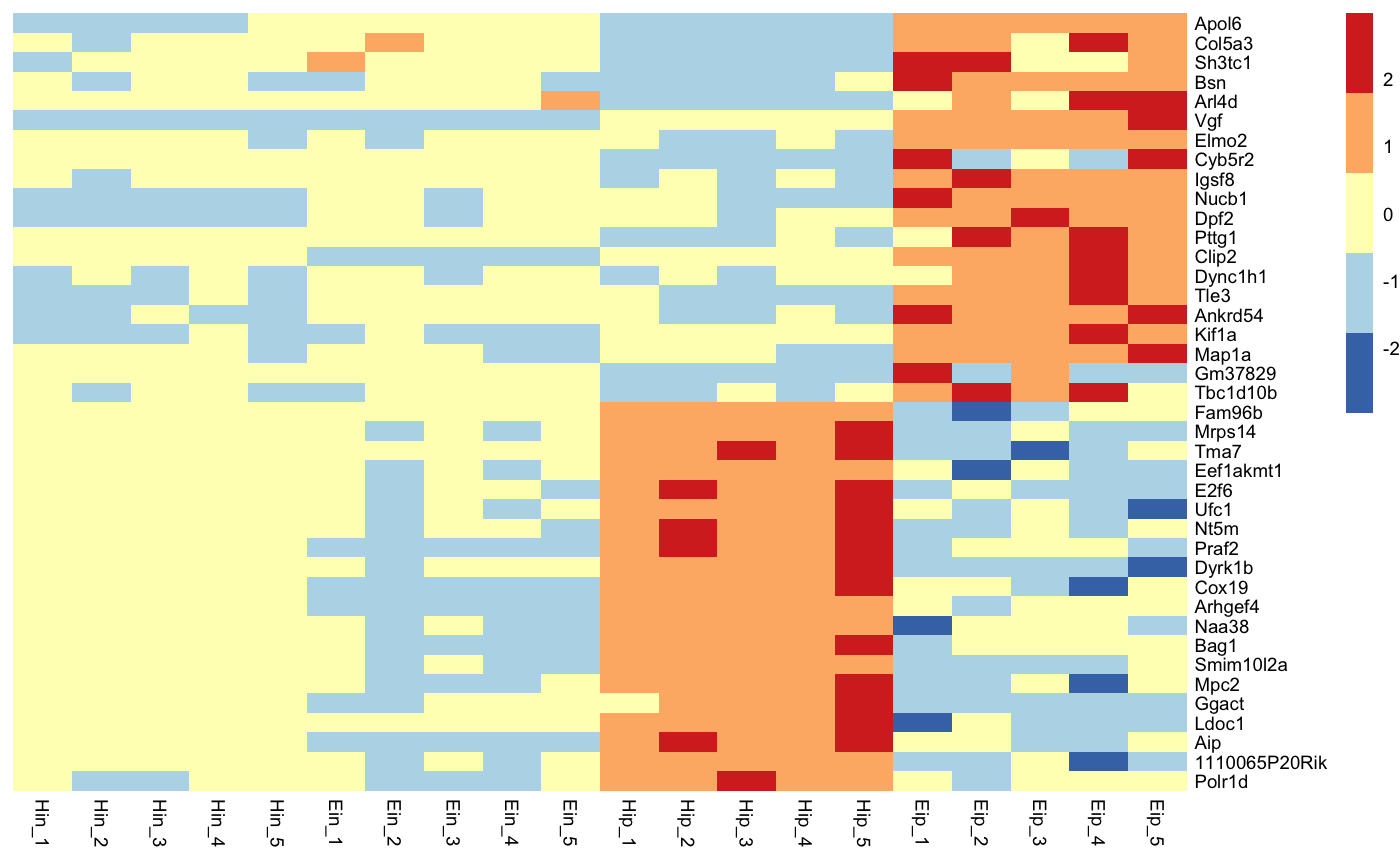 Apol6
Col5a3
Sh3tc1
Bsn
Arl4d
Vgf
Elmo2
Cyb5r2
Igsf8
Nucb1
Dpf2
Pttg1
Clip2
Dync1h1
Tle3
Ankrd54
Kif1a
Map1a
Gm37829
Tbc1d10b
Fam96b
Mrps14
Tma7
Eef1akmt1
E2f6
Ufc1
Nt5m
Praf2
Dyrk1b
Cox19
Arhgef4
Naa38
Bag1
Smim10l2a
Mpc2
Ggact
Ldoc1
Aip
1110065P20Rik
Polr1d
2
1
0
-1
-2
Hin_1
Hin_2
Hin_3
Hin_4
Hin_5
Ein_1
Ein_2
Ein_3
Ein_4
Ein_5
Hip_1
Hip_2
Hip_3
Hip_4
Hip_5
Eip_1
Eip_2
Eip_3
Eip_4
Eip_5